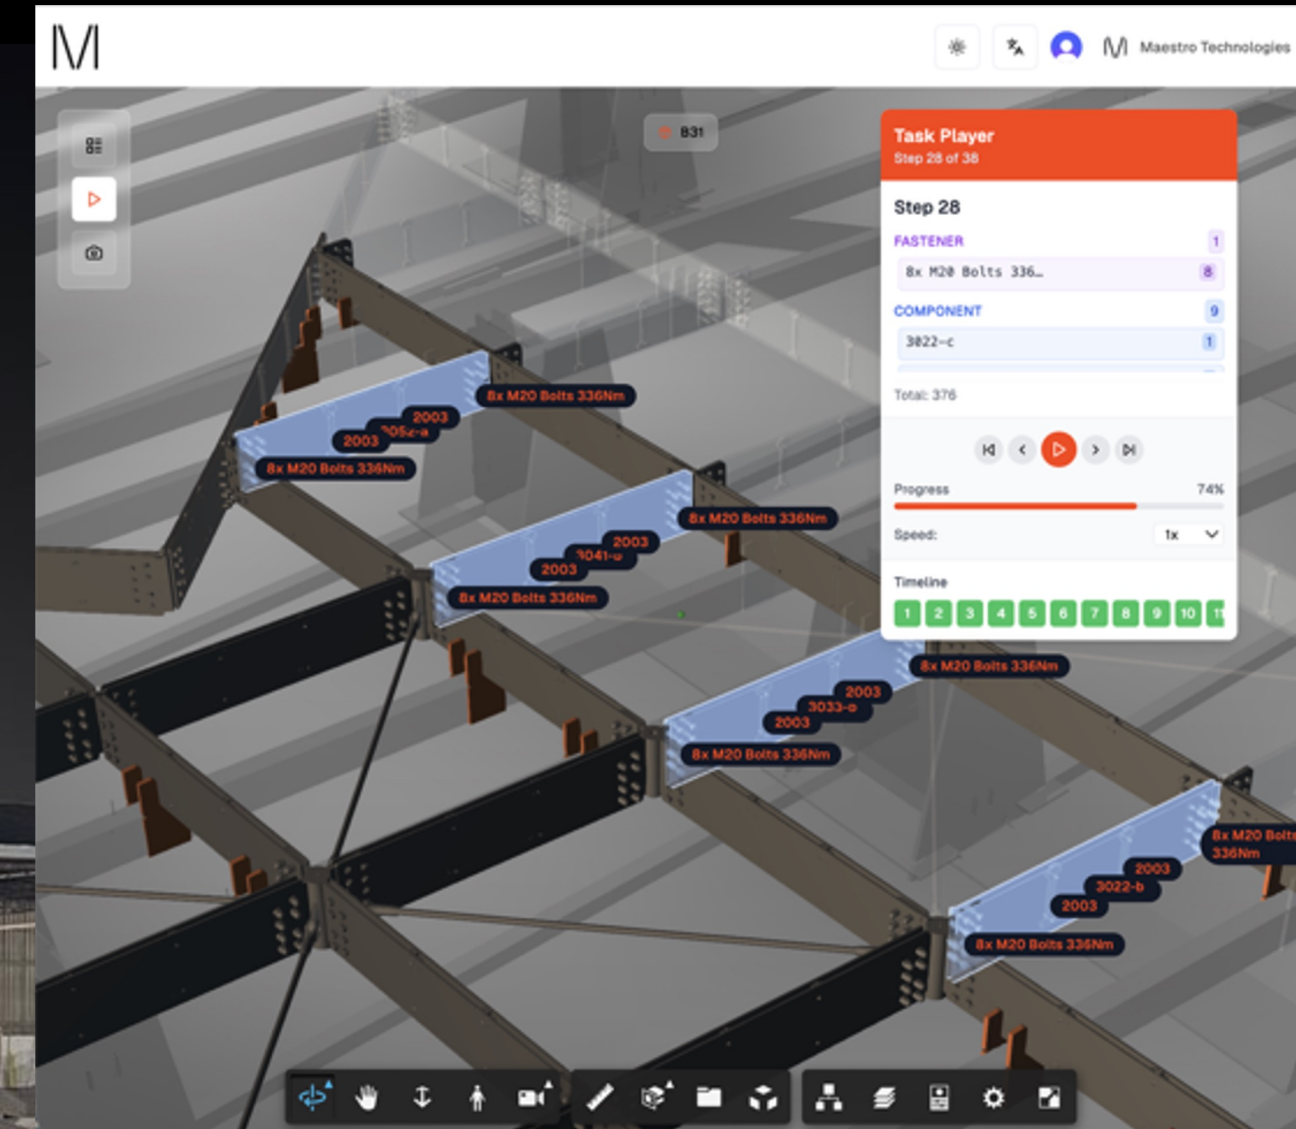 M
Maestro Technologies
B31
Task Player
Step 28 of 38
Step 28
FASTENER 1
8x M20 Bolts 336… 8
COMPONENT 9
3022-c 1
Total: 376
Progress 74%
Speed: 1x
Timeline
1 2 3 4 5 6 7 8 9 10 11
8x M20 Bolts 336Nm
2003
2003
8x M20 Bolts 336Nm
8x M20 Bolts 336Nm
2003
2003
8x M20 Bolts 336Nm
8x M20 Bolts 336Nm
2003
2003
8x M20 Bolts 336Nm
8x M20 Bolts
336Nm
2003
3022-b
2003
8x M20 Bolts 336Nm